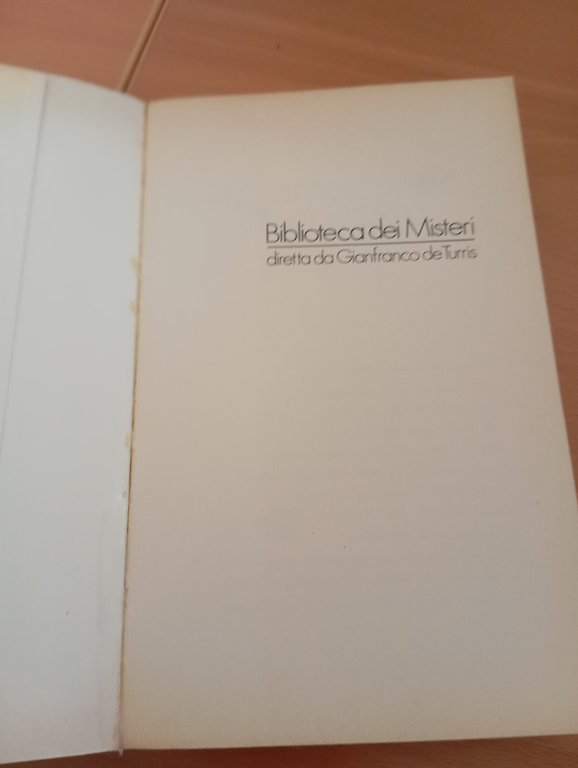 Biblioteca dei Misteri
diretta da Gianfranco de Turris